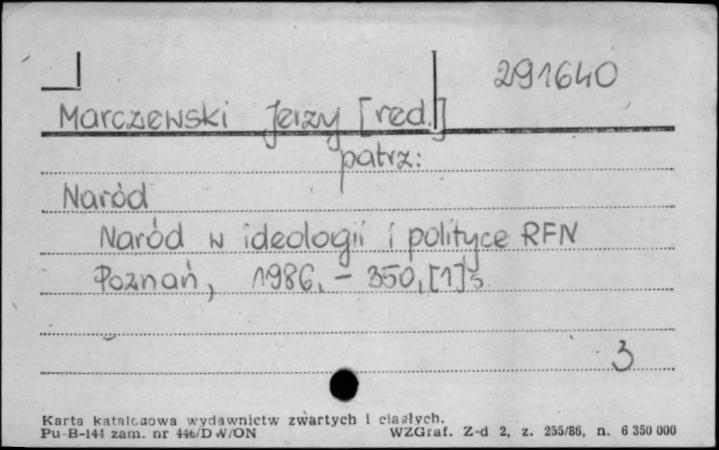 291640
Marczewski Jerzy [red.]
patrz:
Naród
Naród w ideologii i polityce RFN
Poznań, 1986. – 350, [1] s
3
Karta katalogowa wydawnictw zwartych i ciągłych.
Pu-B-144 zam. nr 446/DW/ON WZGraf. Z-d 2, z. 255/86, n. 6 350 000